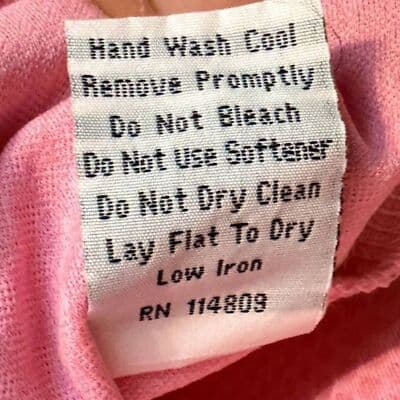 Hand Wash Cool
Remove Promptly
Do Not Bleach
Do Not Use Softener
Do Not Dry Clean
Lay Flat To Dry
Low Iron
RN 114809